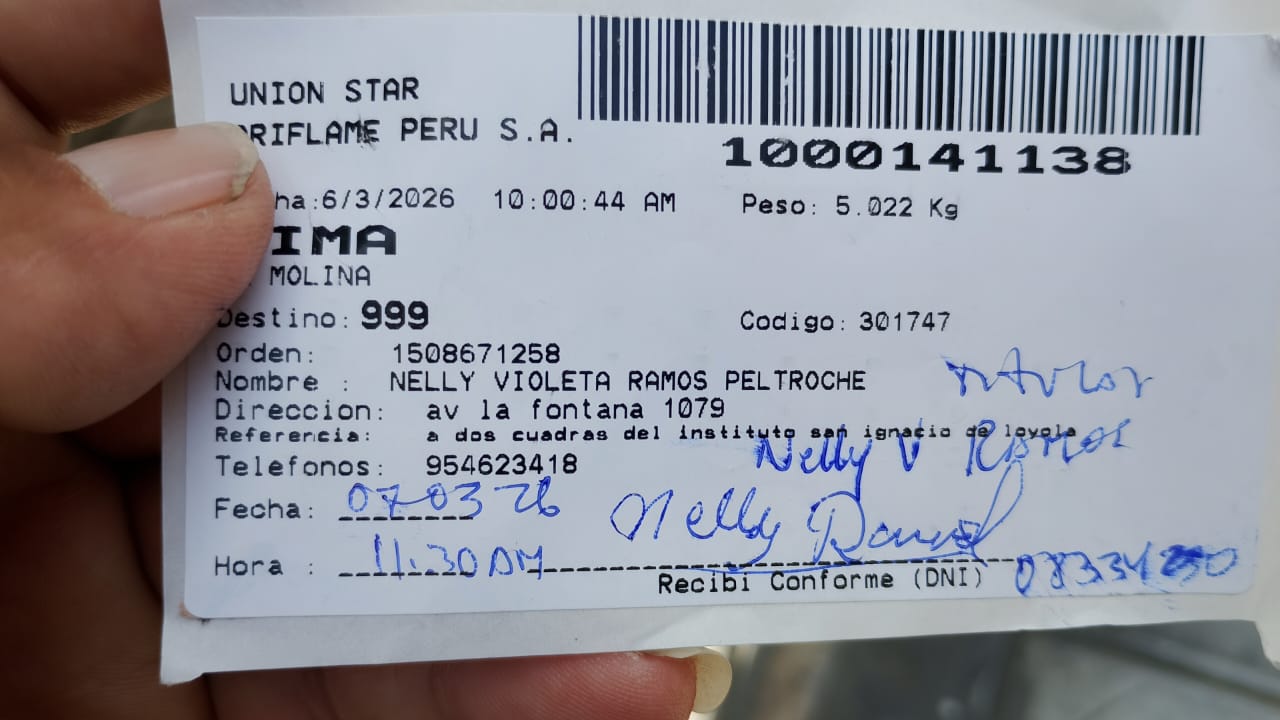 UNION STAR
ORIFLAME PERU S.A.
1000141138
ha:6/3/2026 10:00:44 AM Peso: 5.022 Kg
IMA
MOLINA
Destino: 999 Codigo: 301747
Orden: 1508671258
Nombre : NELLY VIOLETA RAMOS PELTROCHE
Direccion: av la fontana 1079
Referencia: a dos cuadras del instituto san ignacio de loyola
Nelly V RAMOS
Telefonos: 954623418
Fecha: 07-03 26
Nelly Ramos
Hora : 11:30 AM
Recibi Conforme (DNI)